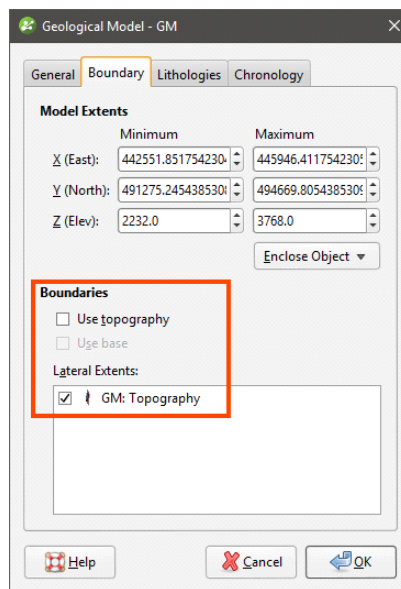 Geological Model - GM
General Boundary Lithologies Chronology
Model Extents
Minimum Maximum
X (East): 442551.851754230 445946.411754230
Y (North): 491275.245438530 494669.805438530
Z (Elev): 2232.0 3768.0
Enclose Object
Boundaries
Use topography
Use base
Lateral Extents:
GM: Topography
Help Cancel OK